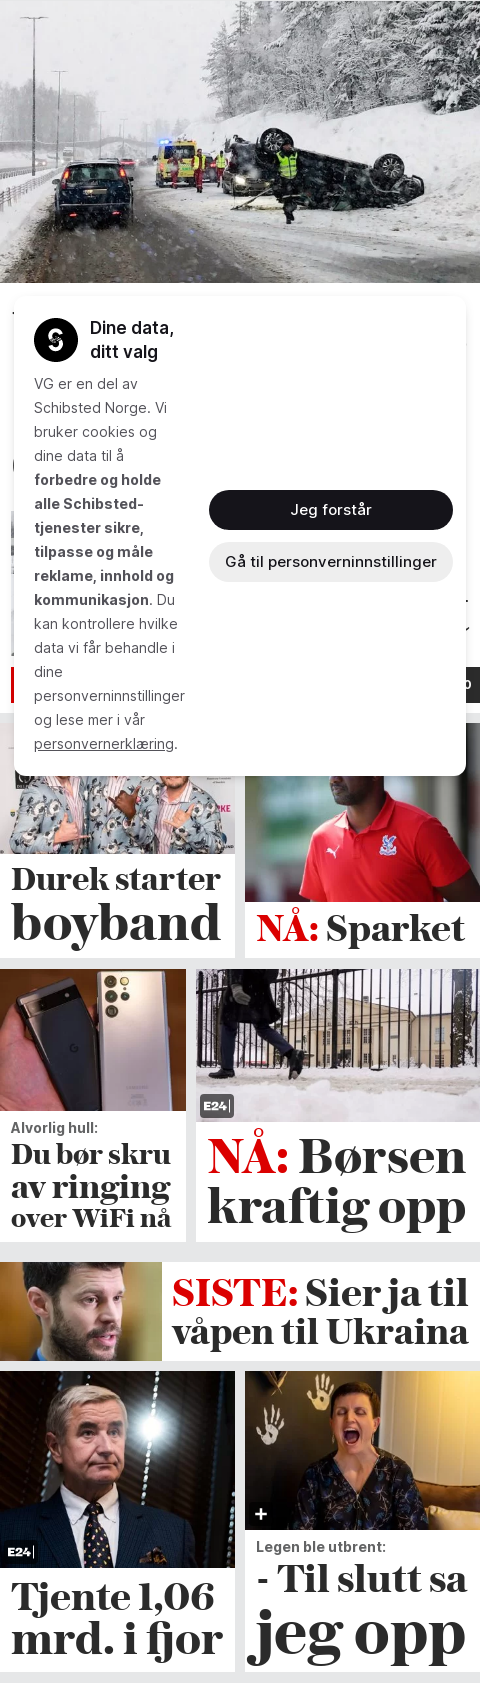 Dine data,
ditt valg
VG er en del av
Schibsted Norge. Vi
bruker cookies og
dine data til å
forbedre og holde
alle Schibsted-
tjenester sikre,
tilpasse og måle
reklame, innhold og
kommunikasjon. Du
kan kontrollere hvilke
data vi får behandle i
dine
personverninnstillinger
og lese mer i vår
personvernerklæring.
Jeg forstår
Gå til personverninnstillinger
Durek starter
boyband
NÅ: Sparket
Alvorlig hull:
Du bør skru
av ringing
over WiFi nå
E24
NÅ: Børsen
kraftig opp
SISTE: Sier ja til
våpen til Ukraina
E24
Tjente 1,06
mrd. i fjor
+
Legen ble utbrent:
- Til slutt sa
jeg opp